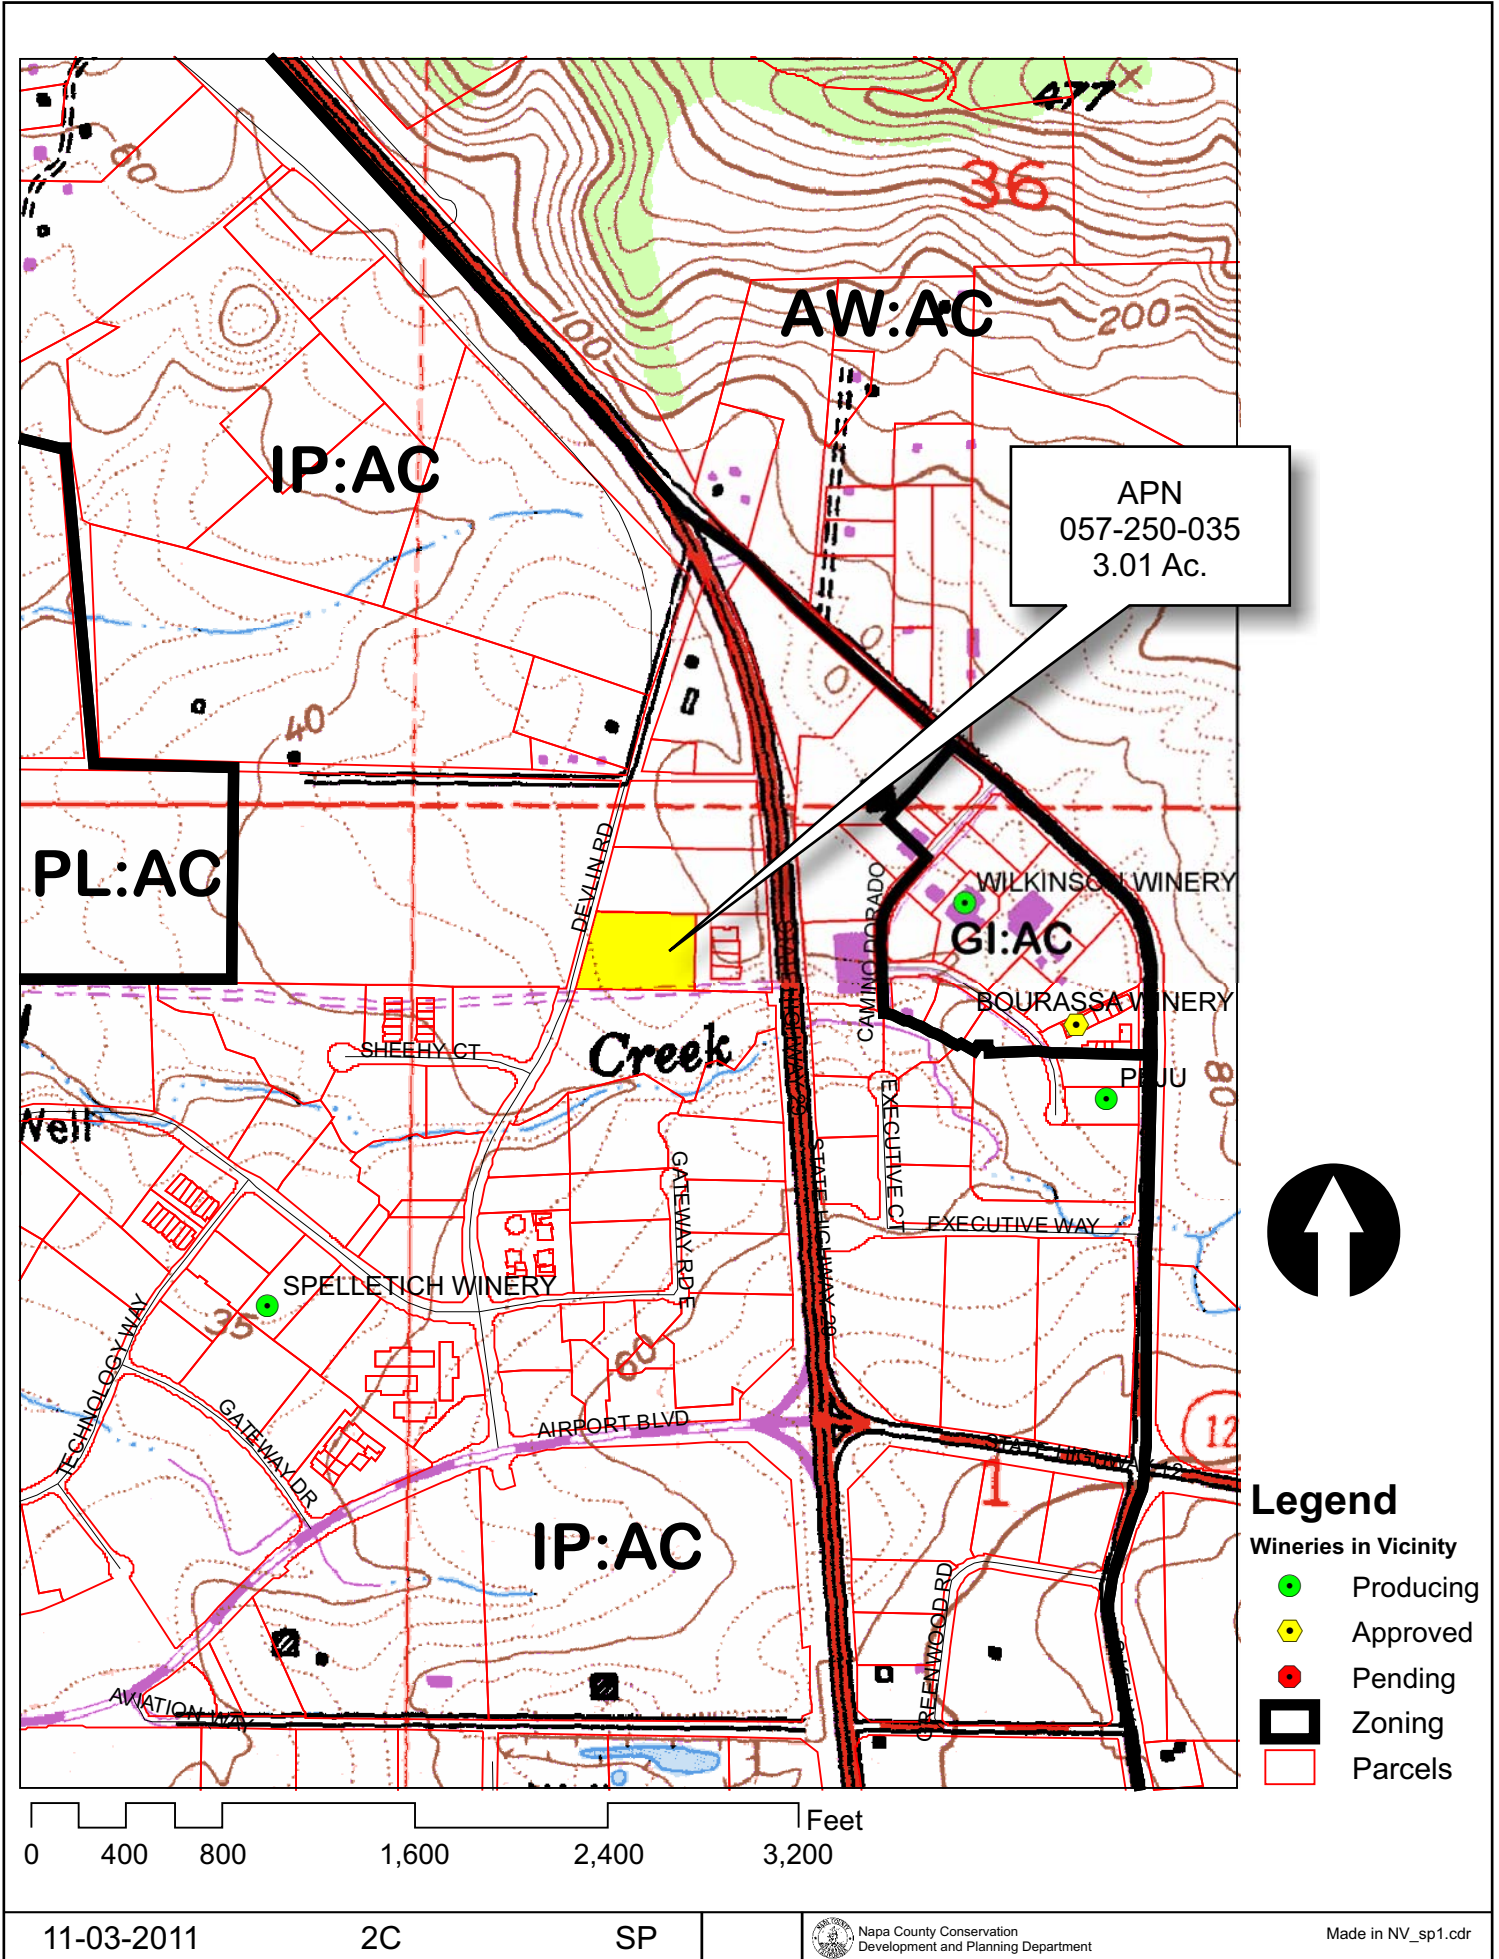 477
36
60
AW:AC
200
100
IP:AC
APN
057-250-035
3.01 Ac.
40
DEVLIN RD
PL:AC
CAMINO DORADO
WILKINSON WINERY
GI:AC
BOURASSA WINERY
STATE HIGHWAY 29
Creek
SHEEHY CT
PEJU
80
Well
EXECUTIVE CT
GATEWAY RD E
STATE HIGHWAY 29
EXECUTIVE WAY
SPELLETICH WINERY
35
60
TECHNOLOGY WAY
GATEWAY DR
AIRPORT BLVD
STATE HIGHWAY 12
12
1
IP:AC
GREENWOOD RD
AVIATION WAY
Legend
Wineries in Vicinity
Producing
Approved
Pending
Zoning
Parcels
Feet
0 400 800 1,600 2,400 3,200
11-03-2011 2C SP
Napa County Conservation
Development and Planning Department
Made in NV_sp1.cdr